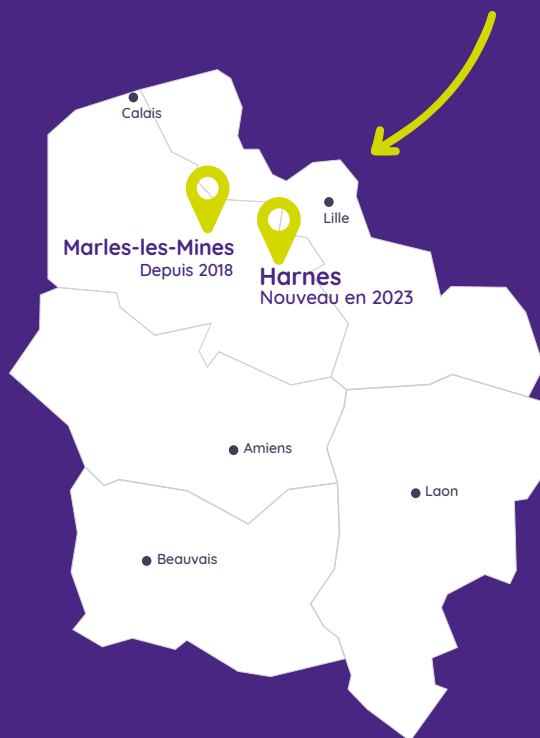 Calais
Lille
Marles-les-Mines
Depuis 2018
Harnes
Nouveau en 2023
Amiens
Laon
Beauvais